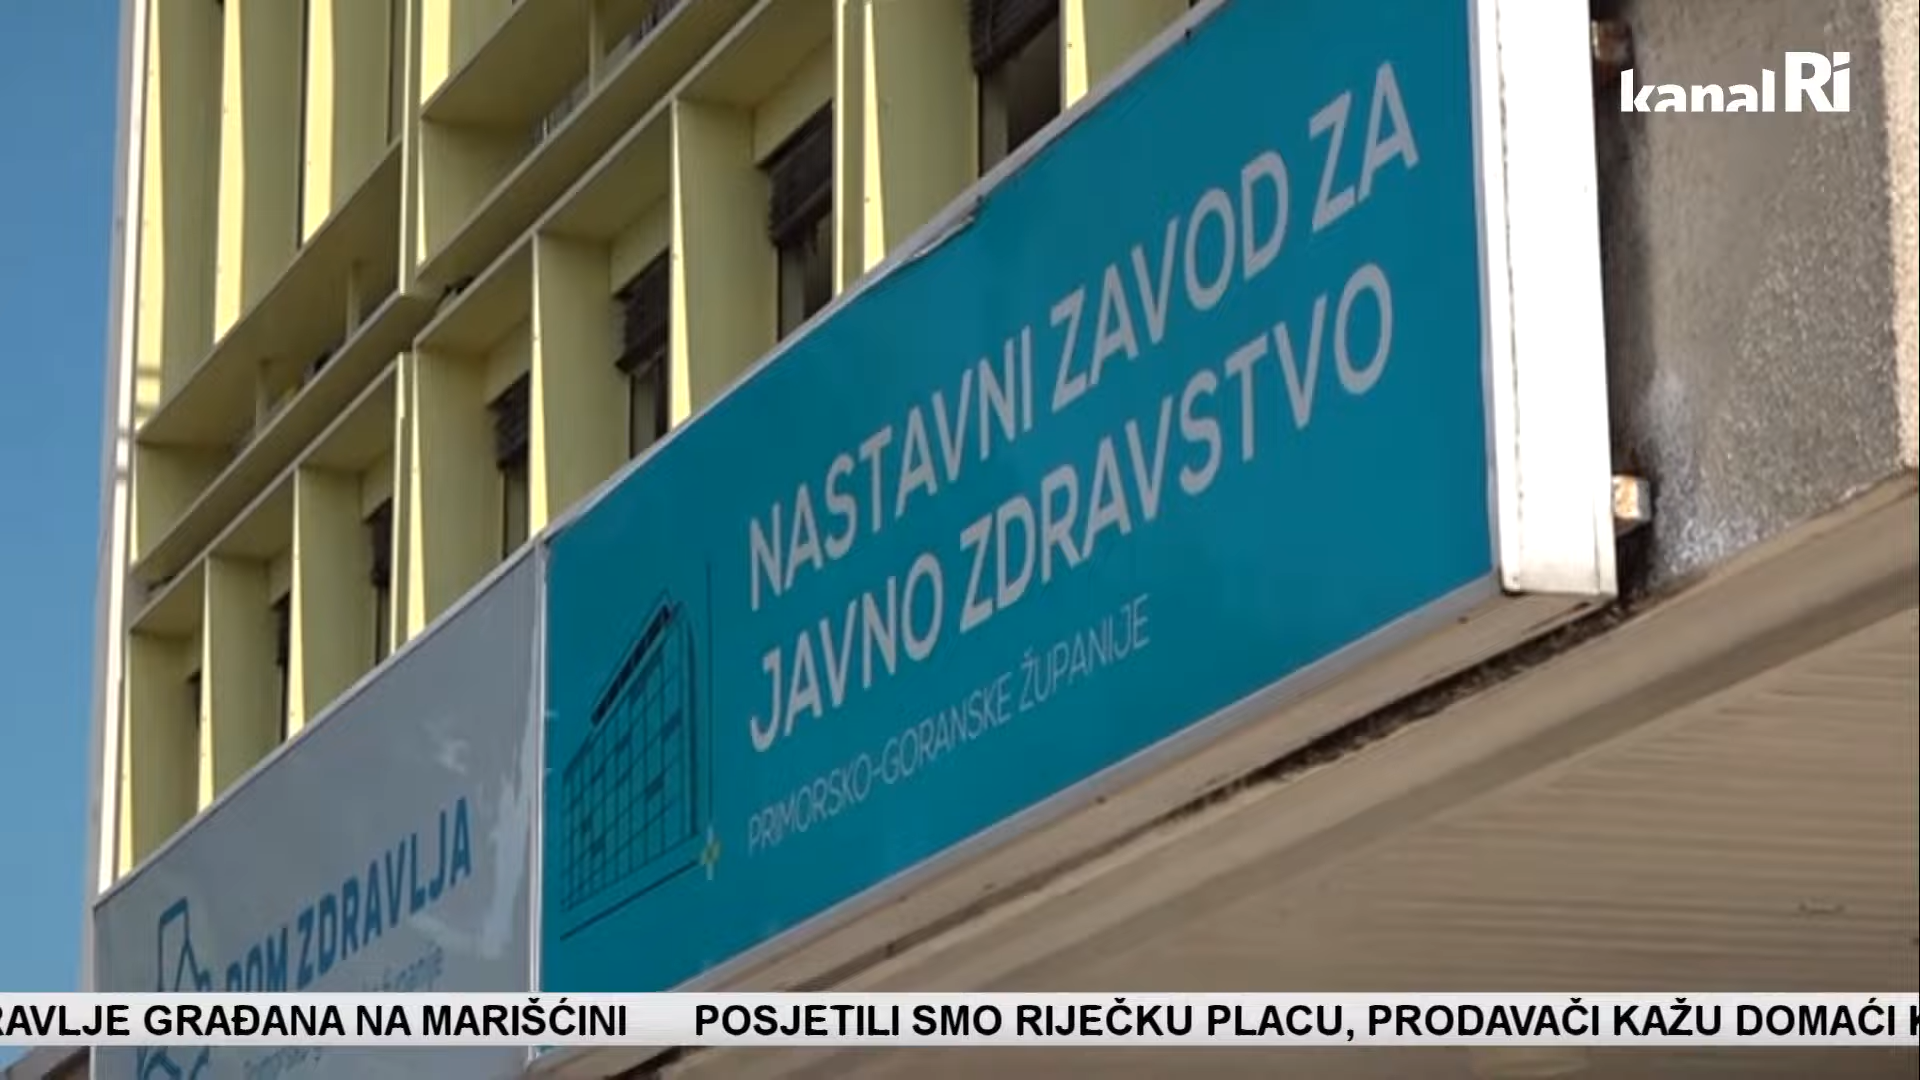 kanal Ri
NASTAVNI ZAVOD ZA
JAVNO ZDRAVSTVO
PRIMORSKO-GORANSKE ŽUPANIJE
DOM ZDRAVLJA
RAVLJE GRAĐANA NA MARIŠĆINI POSJETILI SMO RIJEČKU PLACU, PRODAVAČI KAŽU DOMAĆI